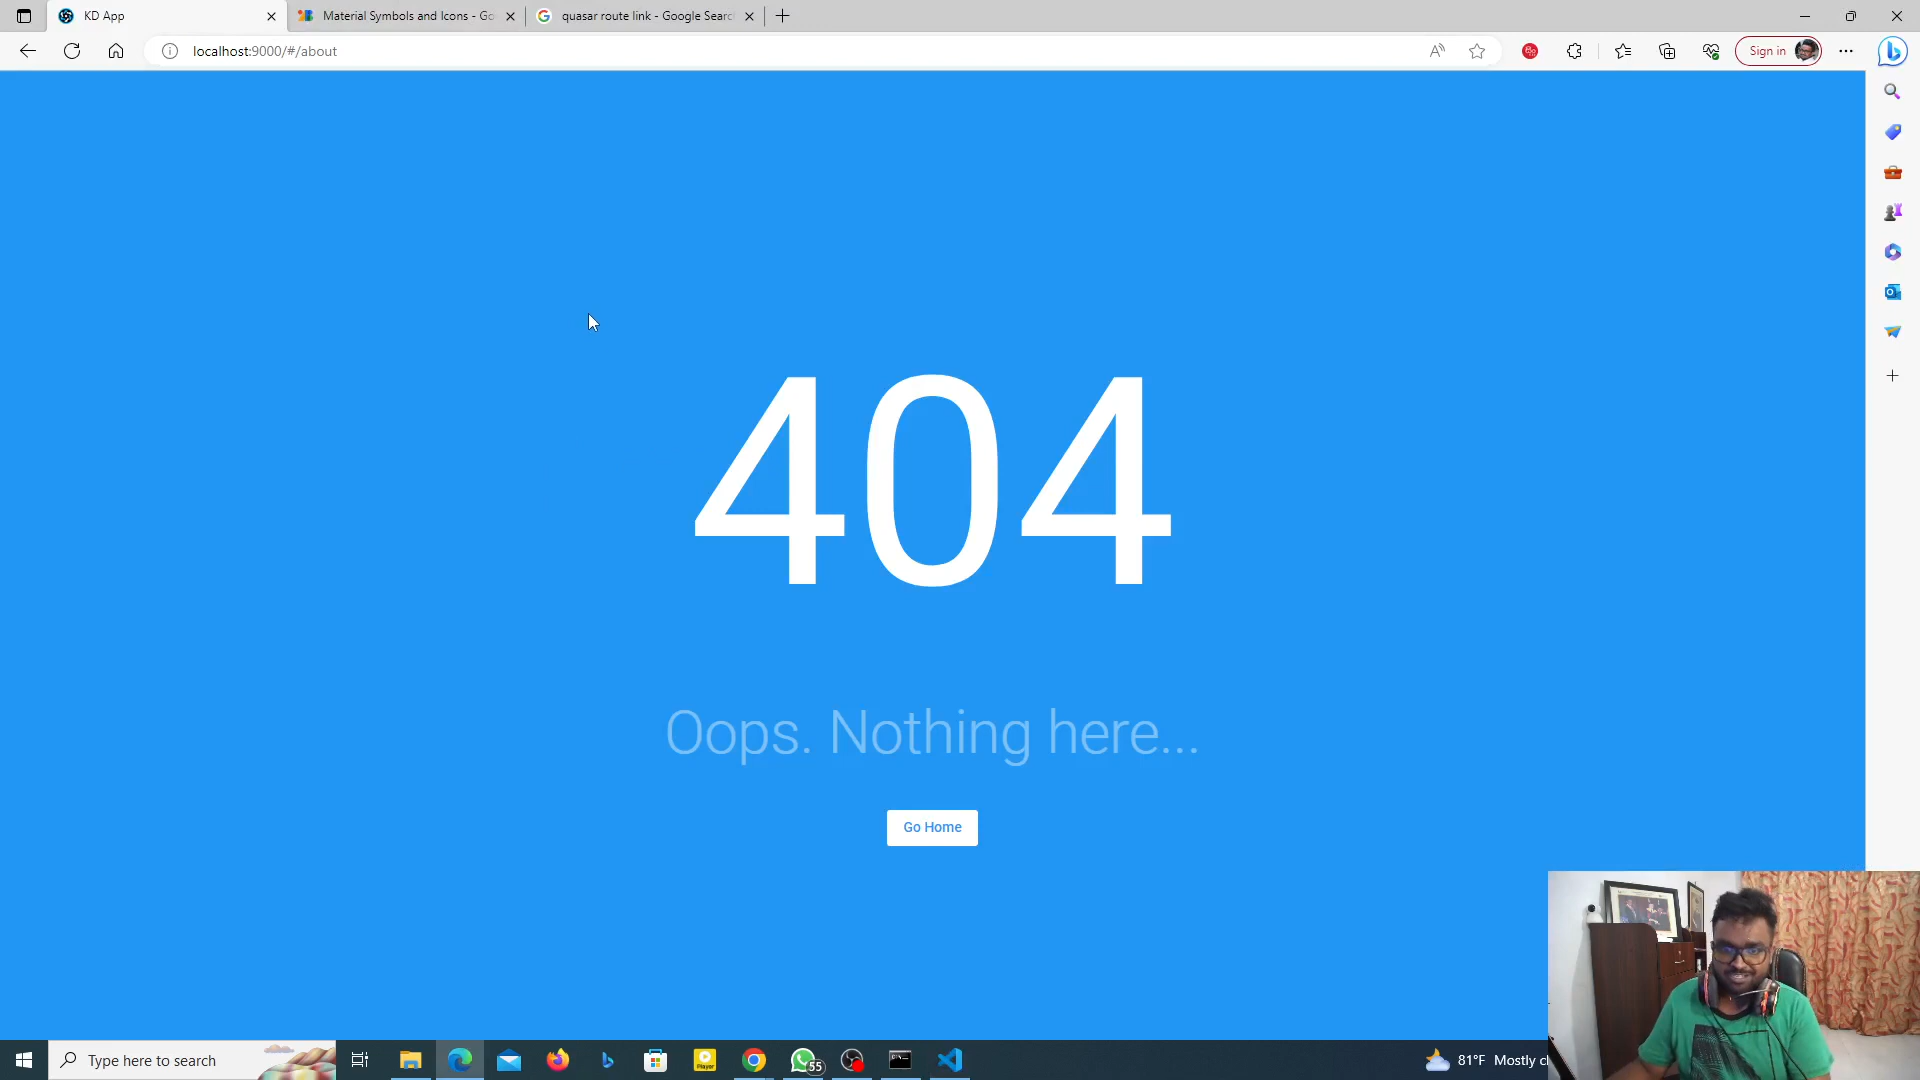 KD App
Material Symbols and Icons - Go
quasar route link - Google Searc
localhost:9000/#/about
Sign in
404
Oops. Nothing here...
Go Home
Type here to search
Player
55
81°F Mostly cl